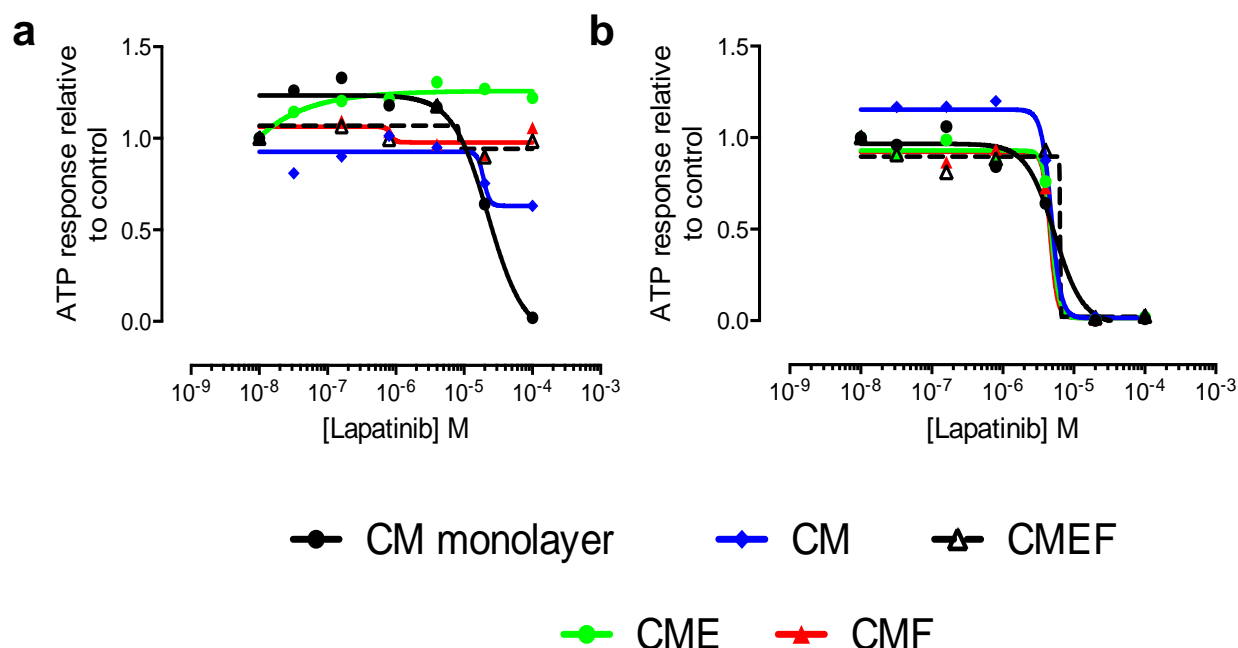 a
b
ATP response relative
to control
1.5
1.0
0.5
0.0
10-9 10-8 10-7 10-6 10-5 10-4 10-3
[Lapatinib] M
ATP response relative
to control
1.5
1.0
0.5
0.0
10-9 10-8 10-7 10-6 10-5 10-4 10-3
[Lapatinib] M
CM monolayer CM CMEF
CME CMF